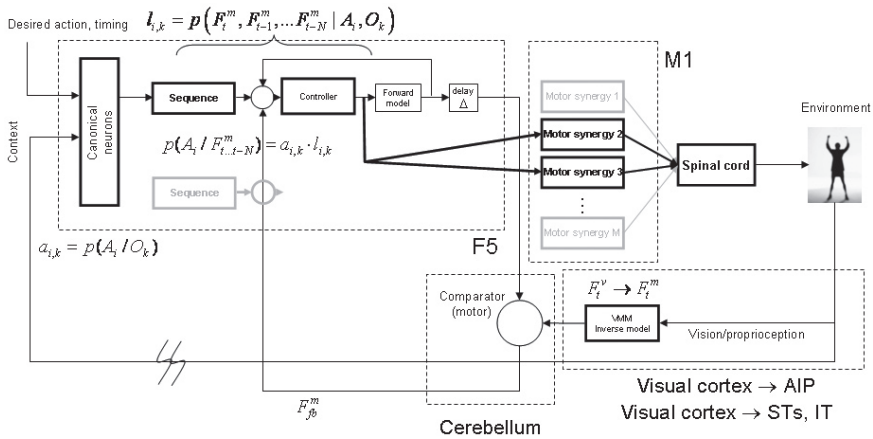 Desired action, timing
l_{i,k} = p(F_t^m, F_{t-1}^m, ...F_{t-N}^m | A_i, O_k)
F5
M1
Context
Canonical neurons
Sequence
Controller
Forward model
delay Δ
p(A_i / F_{t...t-N}^m) = a_{i,k} · l_{i,k}
Sequence
Motor synergy 1
Motor synergy 2
Motor synergy 3
⋮
Motor synergy M
Spinal cord
Environment
a_{i,k} = p(A_i / O_k)
Comparator
(motor)
F_t^v → F_t^m
VMM
Inverse model
Vision/proprioception
F_{fb}^m
Cerebellum
Visual cortex → AIP
Visual cortex → STs, IT